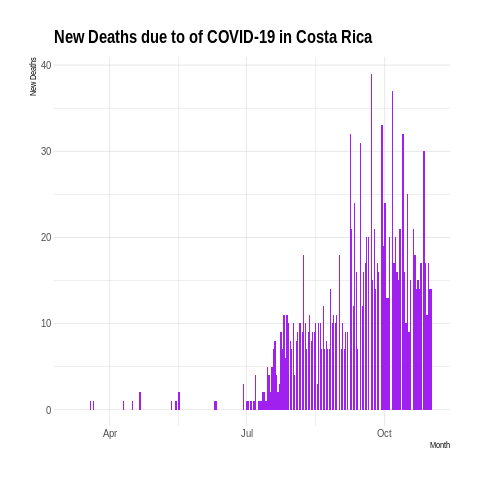 New Deaths due to of COVID-19 in Costa Rica
New Deaths
40
30
20
10
0
Apr
Jul
Oct
Month